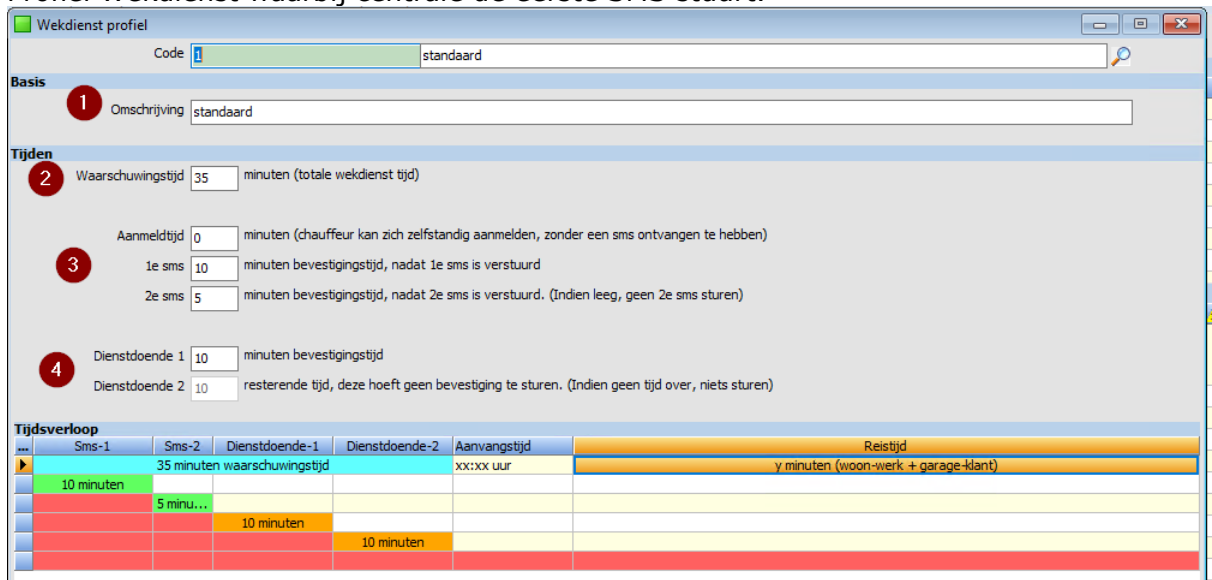 Profiel Wekdienst waarbij centrale de eerste SMS stuurt.
Wekdienst profiel
Code 1 standaard
Basis
1 Omschrijving standaard
Tijden
2 Waarschuwingstijd 35 minuten (totale wekdienst tijd)
Aanmeldtijd 0 minuten (chauffeur kan zich zelfstandig aanmelden, zonder een sms ontvangen te hebben)
3 1e sms 10 minuten bevestigingstijd, nadat 1e sms is verstuurd
2e sms 5 minuten bevestigingstijd, nadat 2e sms is verstuurd. (Indien leeg, geen 2e sms sturen)
Dienstdoende 1 10 minuten bevestigingstijd
4
Dienstdoende 2 10 resterende tijd, deze hoeft geen bevestiging te sturen. (Indien geen tijd over, niets sturen)
Tijdsverloop
... Sms-1 Sms-2 Dienstdoende-1 Dienstdoende-2 Aanvangstijd Reistijd
35 minuten waarschuwingstijd xx:xx uur y minuten (woon-werk + garage-klant)
10 minuten
5 minu...
10 minuten
10 minuten